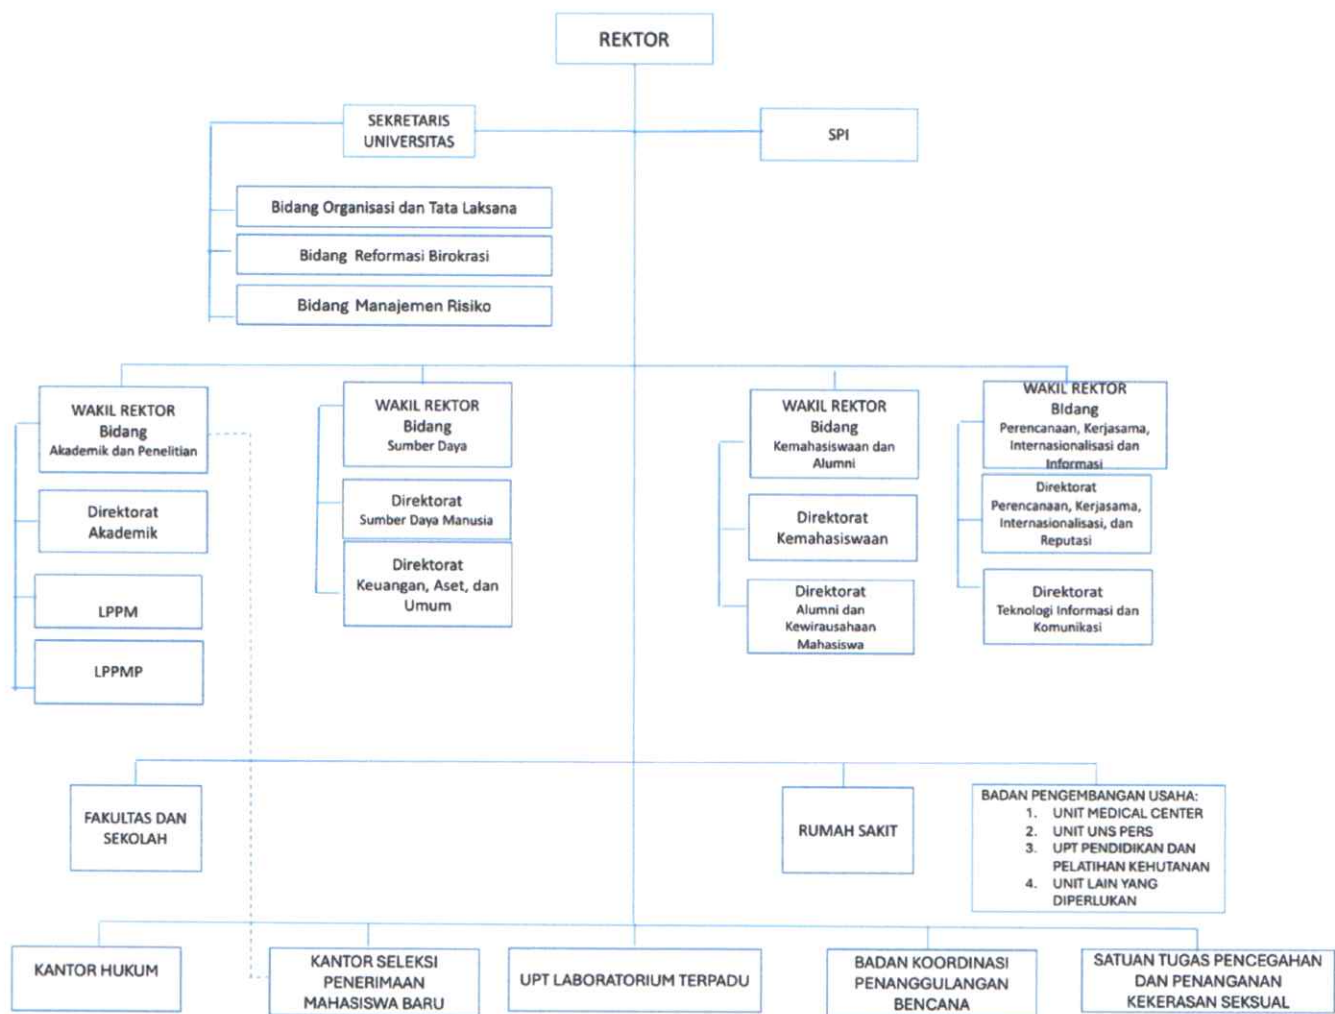 REKTOR
SEKRETARIS
UNIVERSITAS
SPI
Bidang Organisasi dan Tata Laksana
Bidang Reformasi Birokrasi
Bidang Manajemen Risiko
WAKIL REKTOR
Bidang
Akademik dan Penelitian
Direktorat
Akademik
LPPM
LPPMP
WAKIL REKTOR
Bidang
Sumber Daya
Direktorat
Sumber Daya Manusia
Direktorat
Keuangan, Aset, dan
Umum
WAKIL REKTOR
Bidang
Kemahasiswaan dan
Alumni
Direktorat
Kemahasiswaan
Direktorat
Alumni dan
Kewirausahaan
Mahasiswa
WAKIL REKTOR
Bidang
Perencanaan, Kerjasama,
Internasionalisasi dan
Informasi
Direktorat
Perencanaan, Kerjasama,
Internasionalisasi, dan
Reputasi
Direktorat
Teknologi Informasi dan
Komunikasi
FAKULTAS DAN
SEKOLAH
RUMAH SAKIT
BADAN PENGEMBANGAN USAHA:
1. UNIT MEDICAL CENTER
2. UNIT UNS PERS
3. UPT PENDIDIKAN DAN
PELATIHAN KEHUTANAN
4. UNIT LAIN YANG
DIPERLUKAN
KANTOR HUKUM
KANTOR SELEKSI
PENERIMAAN
MAHASISWA BARU
UPT LABORATORIUM TERPADU
BADAN KOORDINASI
PENANGGULANGAN
BENCANA
SATUAN TUGAS PENCEGAHAN
DAN PENANGANAN
KEKERASAN SEKSUAL